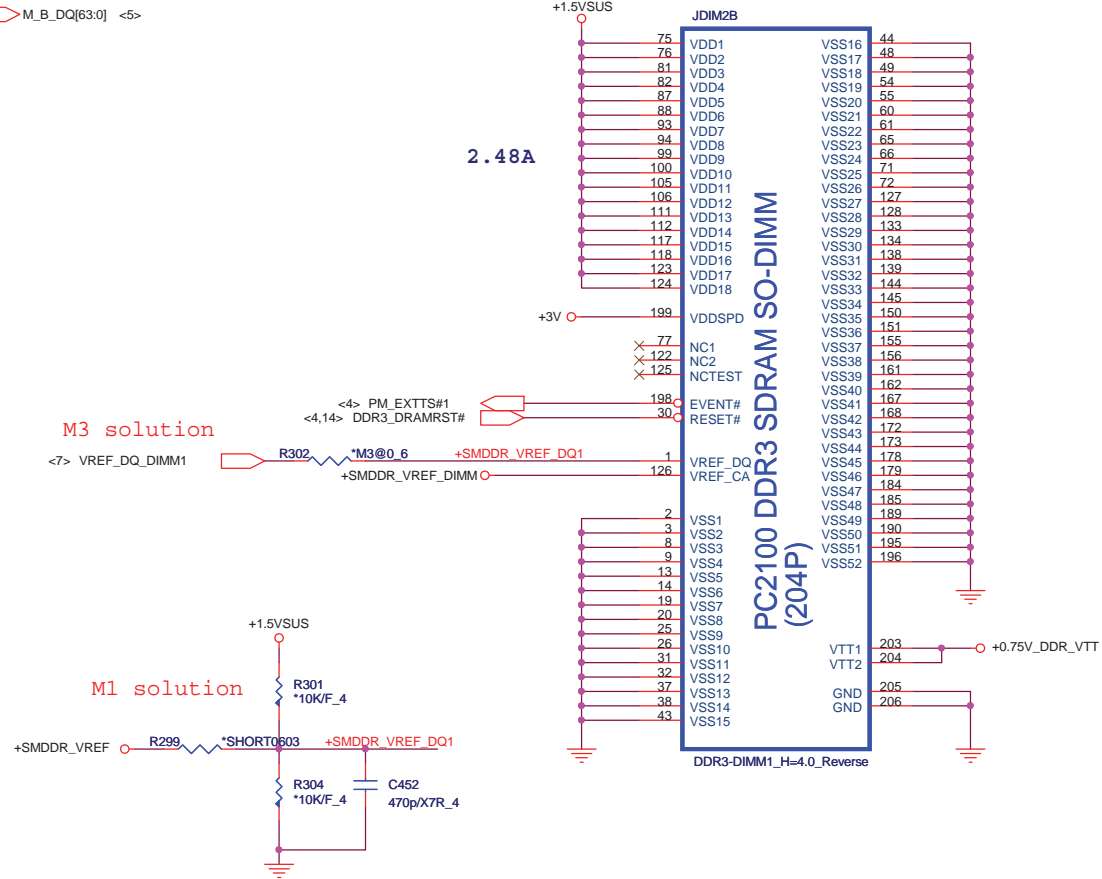 M_B_DQ[63:0] <5>
+1.5VSUS
JDIM2B
2.48A
75 VDD1
76 VDD2
81 VDD3
82 VDD4
87 VDD5
88 VDD6
93 VDD7
94 VDD8
99 VDD9
100 VDD10
105 VDD11
106 VDD12
111 VDD13
112 VDD14
117 VDD15
118 VDD16
123 VDD17
124 VDD18
+3V 199 VDDSPD
77 NC1
122 NC2
125 NCTEST
<4> PM_EXTTS#1 198 EVENT#
<4,14> DDR3_DRAMRST# 30 RESET#
M3 solution
<7> VREF_DQ_DIMM1 R302 *M3@0_6 +SMDDR_VREF_DQ1 1 VREF_DQ
+SMDDR_VREF_DIMM 126 VREF_CA
2 VSS1
3 VSS2
8 VSS3
9 VSS4
13 VSS5
14 VSS6
19 VSS7
20 VSS8
25 VSS9
26 VSS10
31 VSS11
32 VSS12
37 VSS13
38 VSS14
43 VSS15
PC2100 DDR3 SDRAM SO-DIMM
(204P)
VSS16 44
VSS17 48
VSS18 49
VSS19 54
VSS20 55
VSS21 60
VSS22 61
VSS23 65
VSS24 66
VSS25 71
VSS26 72
VSS27 127
VSS28 128
VSS29 133
VSS30 134
VSS31 138
VSS32 139
VSS33 144
VSS34 145
VSS35 150
VSS36 151
VSS37 155
VSS38 156
VSS39 161
VSS40 162
VSS41 167
VSS42 168
VSS43 172
VSS44 173
VSS45 178
VSS46 179
VSS47 184
VSS48 185
VSS49 189
VSS50 190
VSS51 195
VSS52 196
VTT1 203 +0.75V_DDR_VTT
VTT2 204
GND 205
GND 206
DDR3-DIMM1_H=4.0_Reverse
+1.5VSUS
M1 solution
R301
*10K/F_4
+SMDDR_VREF R299 *SHORT0603 +SMDDR_VREF_DQ1
R304
*10K/F_4
C452
470p/X7R_4